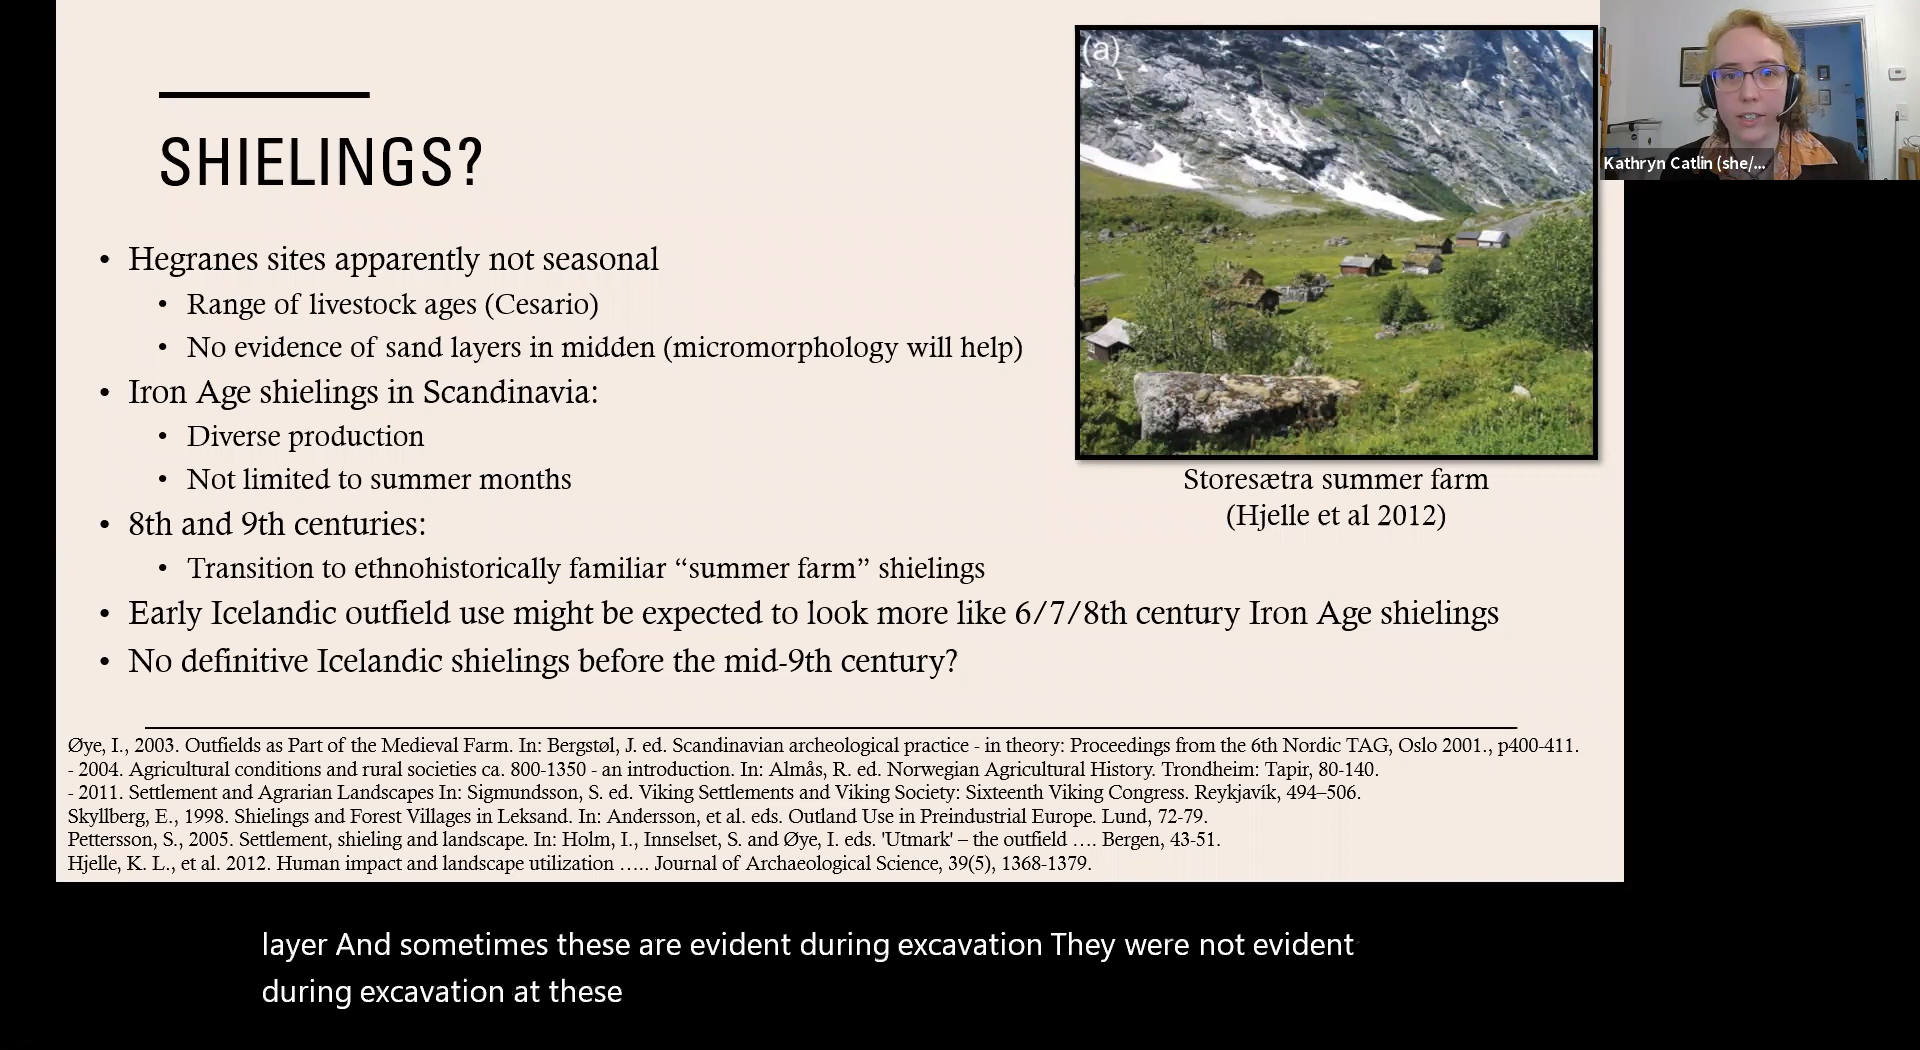 (a)
Kathryn Catlin (she/...
SHIELINGS?
• Hegranes sites apparently not seasonal
• Range of livestock ages (Cesario)
• No evidence of sand layers in midden (micromorphology will help)
• Iron Age shielings in Scandinavia:
• Diverse production
• Not limited to summer months
• 8th and 9th centuries:
• Transition to ethnohistorically familiar “summer farm” shielings
• Early Icelandic outfield use might be expected to look more like 6/7/8th century Iron Age shielings
• No definitive Icelandic shielings before the mid-9th century?
Storesætra summer farm
(Hjelle et al 2012)
Øye, I., 2003. Outfields as Part of the Medieval Farm. In: Bergstøl, J. ed. Scandinavian archeological practice - in theory: Proceedings from the 6th Nordic TAG, Oslo 2001., p400-411.
- 2004. Agricultural conditions and rural societies ca. 800-1350 - an introduction. In: Almås, R. ed. Norwegian Agricultural History. Trondheim: Tapir, 80-140.
- 2011. Settlement and Agrarian Landscapes In: Sigmundsson, S. ed. Viking Settlements and Viking Society: Sixteenth Viking Congress. Reykjavík, 494–506.
Skyllberg, E., 1998. Shielings and Forest Villages in Leksand. In: Andersson, et al. eds. Outland Use in Preindustrial Europe. Lund, 72-79.
Pettersson, S., 2005. Settlement, shieling and landscape. In: Holm, I., Innselset, S. and Øye, I. eds. 'Utmark' – the outfield …. Bergen, 43-51.
Hjelle, K. L., et al. 2012. Human impact and landscape utilization ….. Journal of Archaeological Science, 39(5), 1368-1379.
layer And sometimes these are evident during excavation They were not evident
during excavation at these